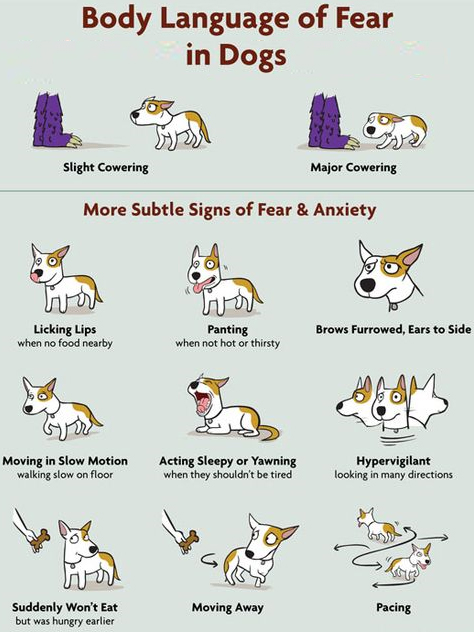 Body Language of Fear
in Dogs
Slight Cowering
Major Cowering
More Subtle Signs of Fear & Anxiety
Licking Lips
when no food nearby
Panting
when not hot or thirsty
Brows Furrowed, Ears to Side
Moving in Slow Motion
walking slow on floor
Acting Sleepy or Yawning
when they shouldn't be tired
Hypervigilant
looking in many directions
Suddenly Won't Eat
but was hungry earlier
Moving Away
Pacing